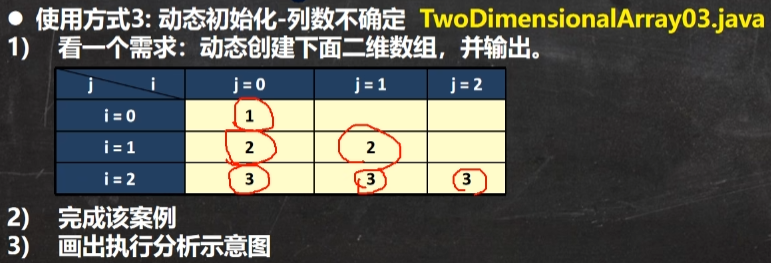 ● 使用方式3: 动态初始化-列数不确定 TwoDimensionalArray03.java
1) 看一个需求：动态创建下面二维数组，并输出。
j i j = 0 j = 1 j = 2
i = 0 1
i = 1 2 2
i = 2 3 3 3
2) 完成该案例
3) 画出执行分析示意图